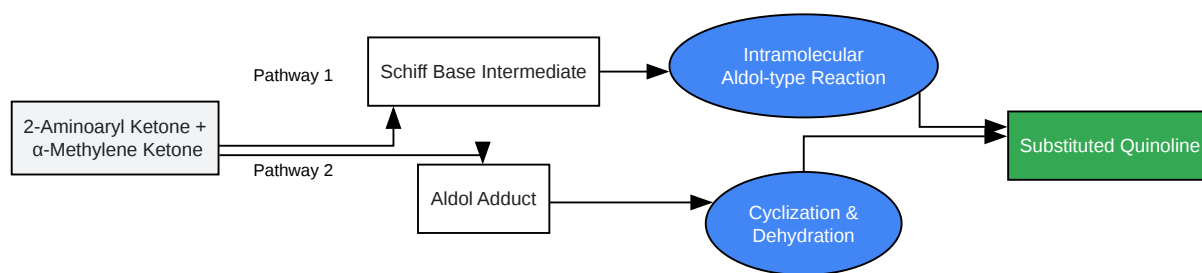 Pathway 1
Schiff Base Intermediate
Intramolecular
Aldol-type Reaction
2-Aminoaryl Ketone +
α-Methylene Ketone
Substituted Quinoline
Pathway 2
Aldol Adduct
Cyclization &
Dehydration